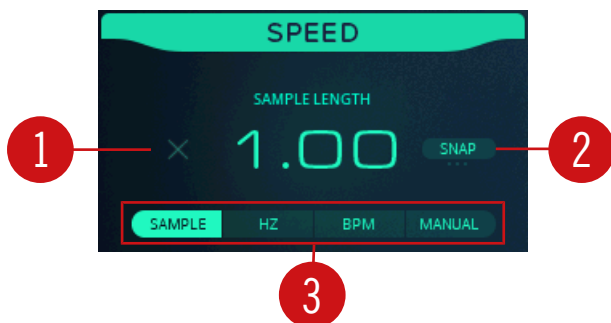 SPEED
SAMPLE LENGTH
1 × 1.00 SNAP 2
SAMPLE HZ BPM MANUAL
3